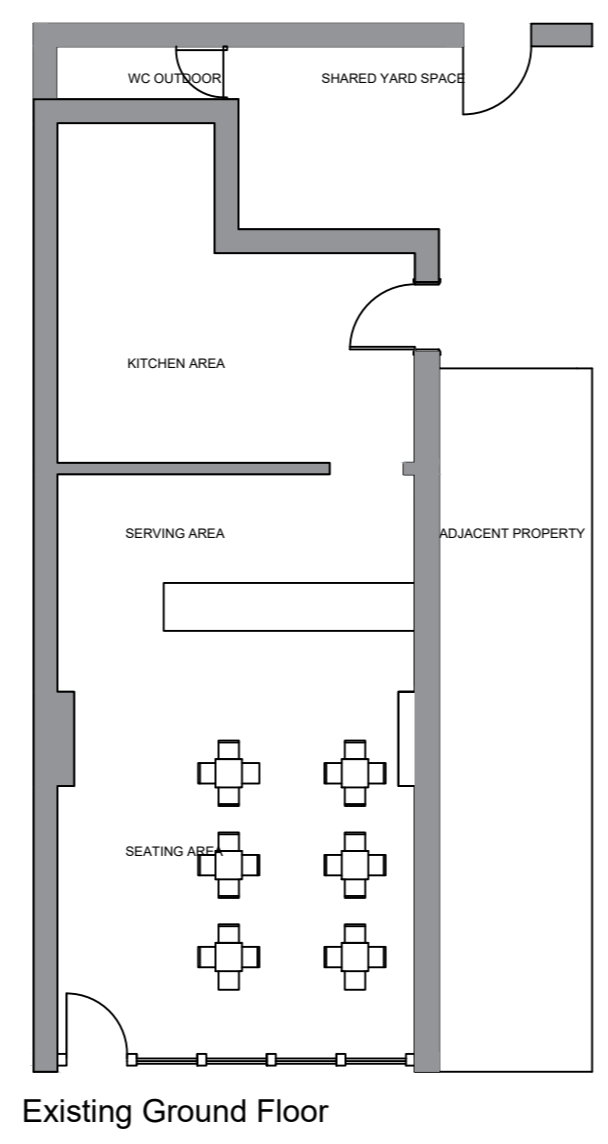 WC OUTDOOR
SHARED YARD SPACE
KITCHEN AREA
SERVING AREA
ADJACENT PROPERTY
SEATING AREA
Existing Ground Floor